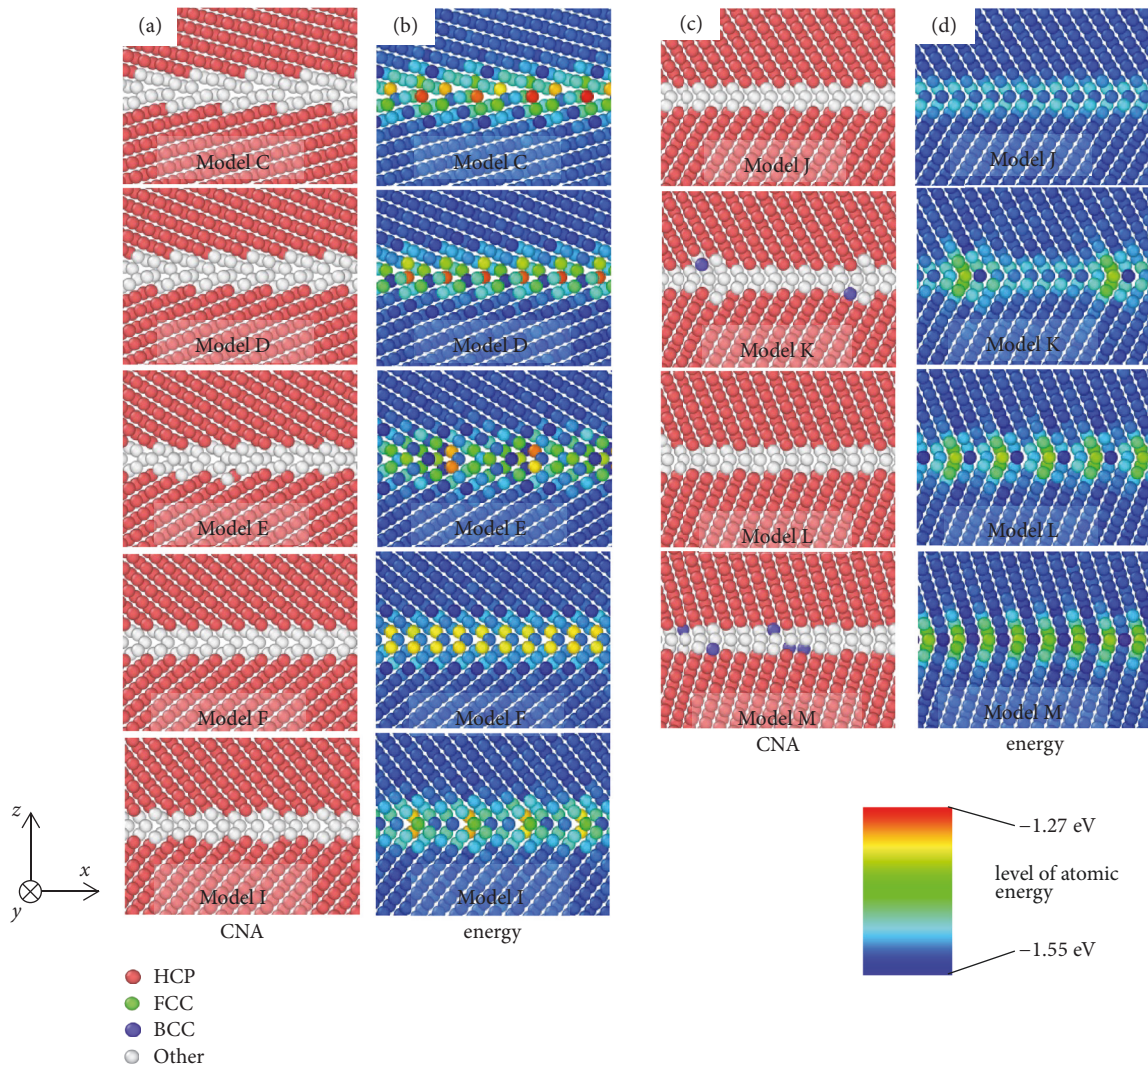 (a)
(b)
(c)
(d)
Model C
Model C
Model J
Model J
Model D
Model D
Model K
Model K
Model E
Model E
Model L
Model L
Model F
Model F
Model M
Model M
CNA
energy
Model I
Model I
CNA
energy
z
x
y
−1.27 eV
level of atomic
energy
−1.55 eV
HCP
FCC
BCC
Other